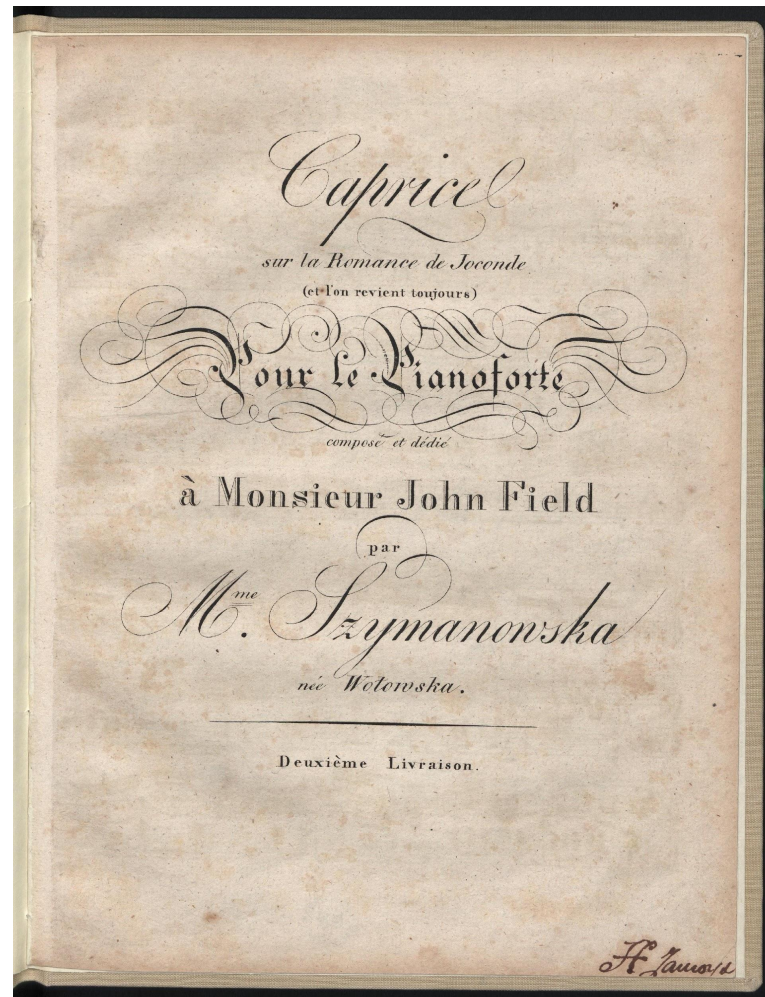 Caprice
sur la Romance de Joconde
(et l'on revient toujours)
Pour le Pianoforte
composé et dédié
à Monsieur John Field
par
Mme. Szymanowska
née Wołowska.
Deuxième Livraison.